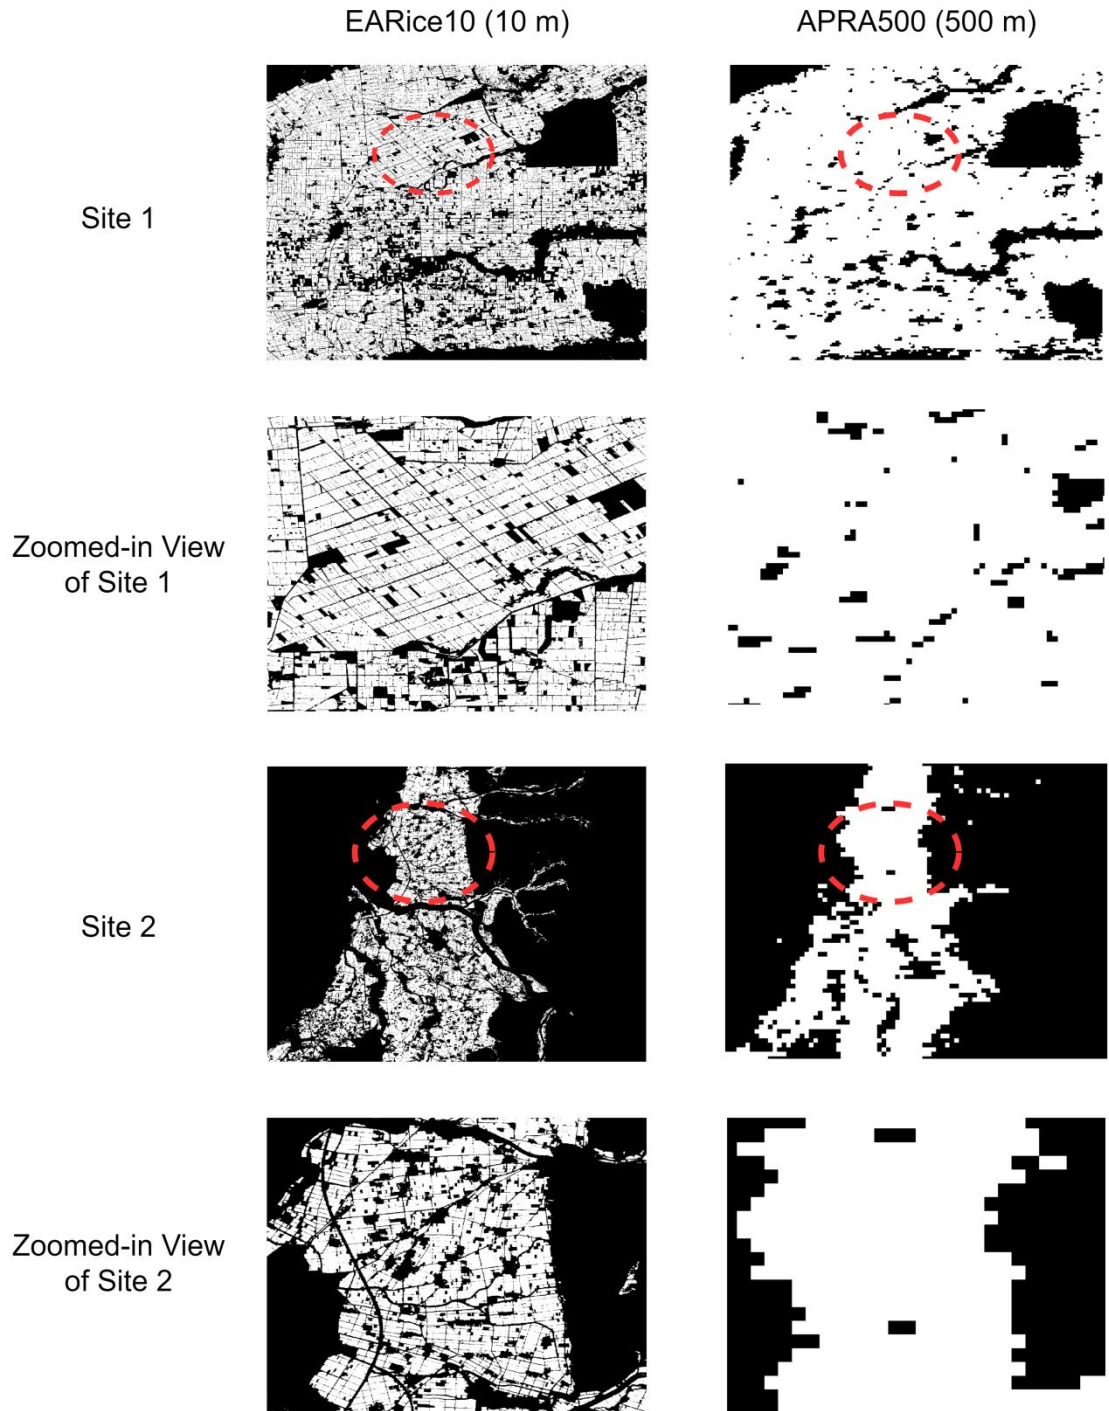 EARice10 (10 m)
APRA500 (500 m)
Site 1
Zoomed-in View
of Site 1
Site 2
Zoomed-in View
of Site 2